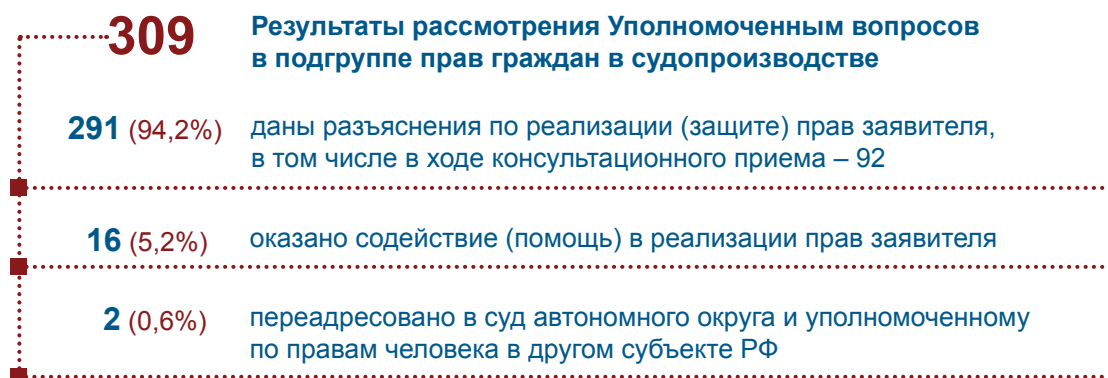 309 Результаты рассмотрения Уполномоченным вопросов
в подгруппе прав граждан в судопроизводстве
291 (94,2%) даны разъяснения по реализации (защите) прав заявителя,
в том числе в ходе консультационного приема – 92
16 (5,2%) оказано содействие (помощь) в реализации прав заявителя
2 (0,6%) переадресовано в суд автономного округа и уполномоченному
по правам человека в другом субъекте РФ